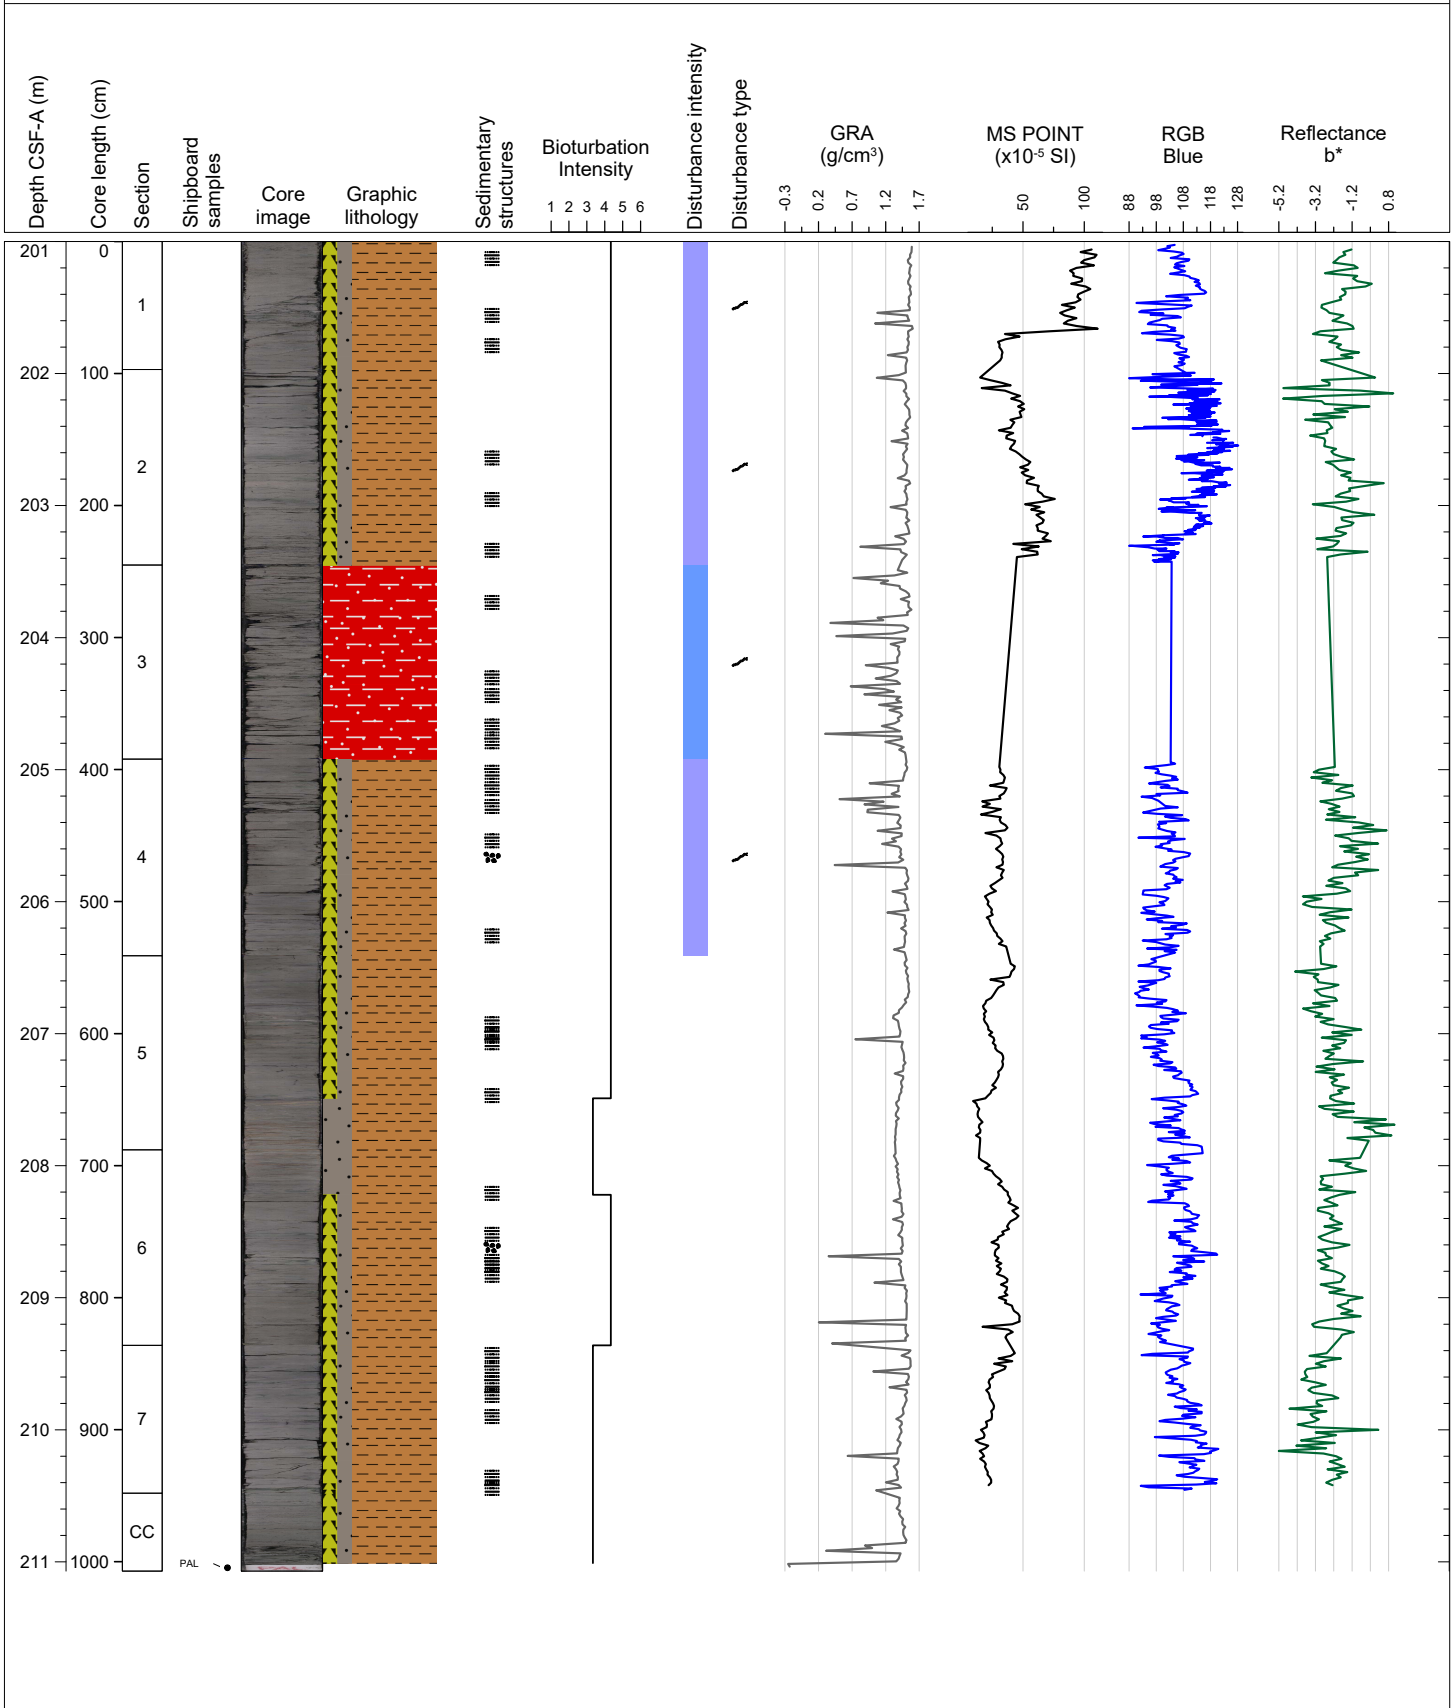 Depth CSF-A (m)
Core length (cm)
Section
Shipboard
samples
Core
image
Graphic
lithology
Sedimentary
structures
Bioturbation
Intensity
1 2 3 4 5 6
Disturbance intensity
Disturbance type
GRA
(g/cm³)
-0.3 0.2 0.7 1.2 1.7
MS POINT
(x10⁻⁵ SI)
50 100
RGB
Blue
88 98 108 118 128
Reflectance
b*
-5.2 -3.2 -1.2 0.8
201 0
1
202 100
2
203 200
204 300
3
205 400
4
206 500
207 600
5
208 700
6
209 800
7
210 900
CC
211 1000
PAL